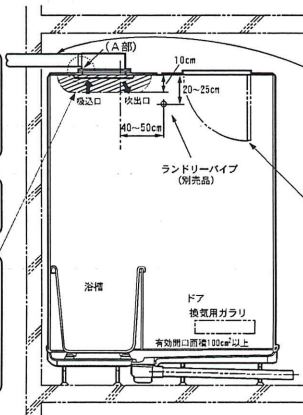 (A部)
10cm
20~25cm
吸込口
吹出口
40~50cm
ランドリーパイプ
(別売品)
浴槽
ドア
換気用ガラリ
有効開口面積100cm²以上